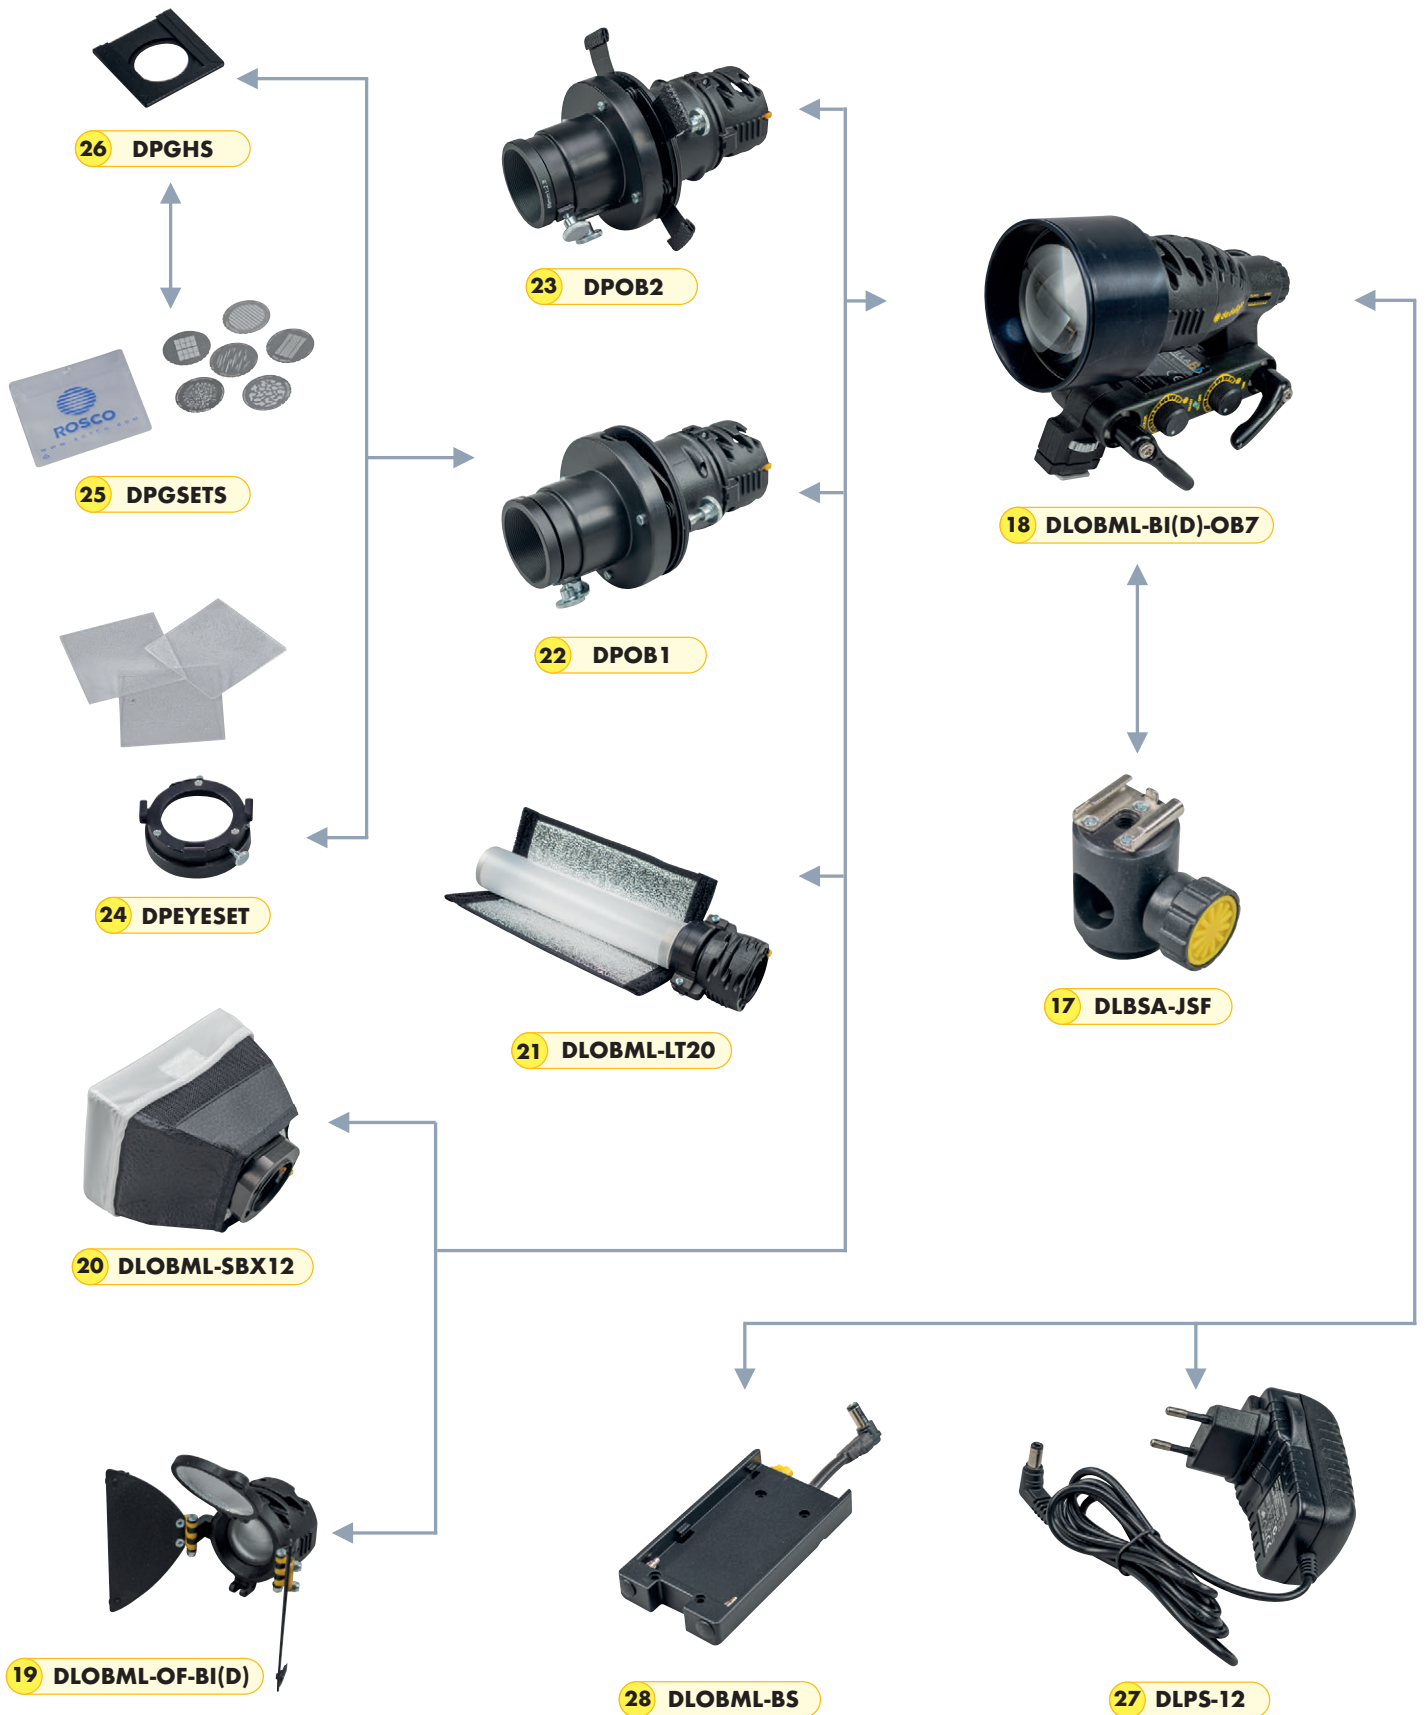 26 DPGHS
23 DPOB2
dedolight
ROSCO
25 DPGSETS
18 DLOBML-BI(D)-OB7
22 DPOB1
24 DPEYESET
17 DLBSA-JSF
21 DLOBML-LT20
20 DLOBML-SBX12
19 DLOBML-OF-BI(D)
28 DLOBML-BS
27 DLPS-12